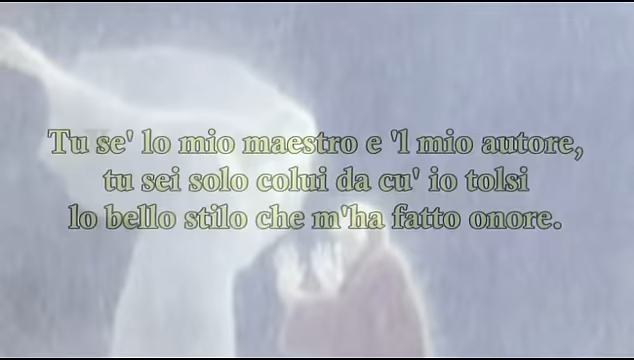 Tu se' lo mio maestro e 'l mio autore,
tu sei solo colui da cu' io tolsi
lo bello stilo che m'ha fatto onore.